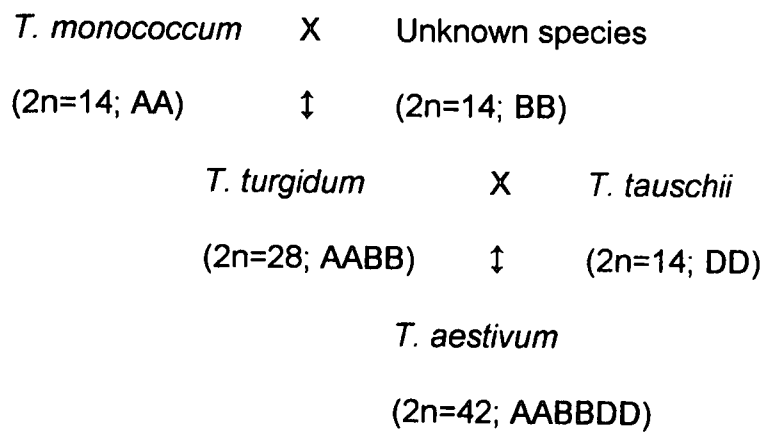 T. monococcum X Unknown species
(2n=14; AA) ↕ (2n=14; BB)
T. turgidum X T. tauschii
(2n=28; AABB) ↕ (2n=14; DD)
T. aestivum
(2n=42; AABBDD)